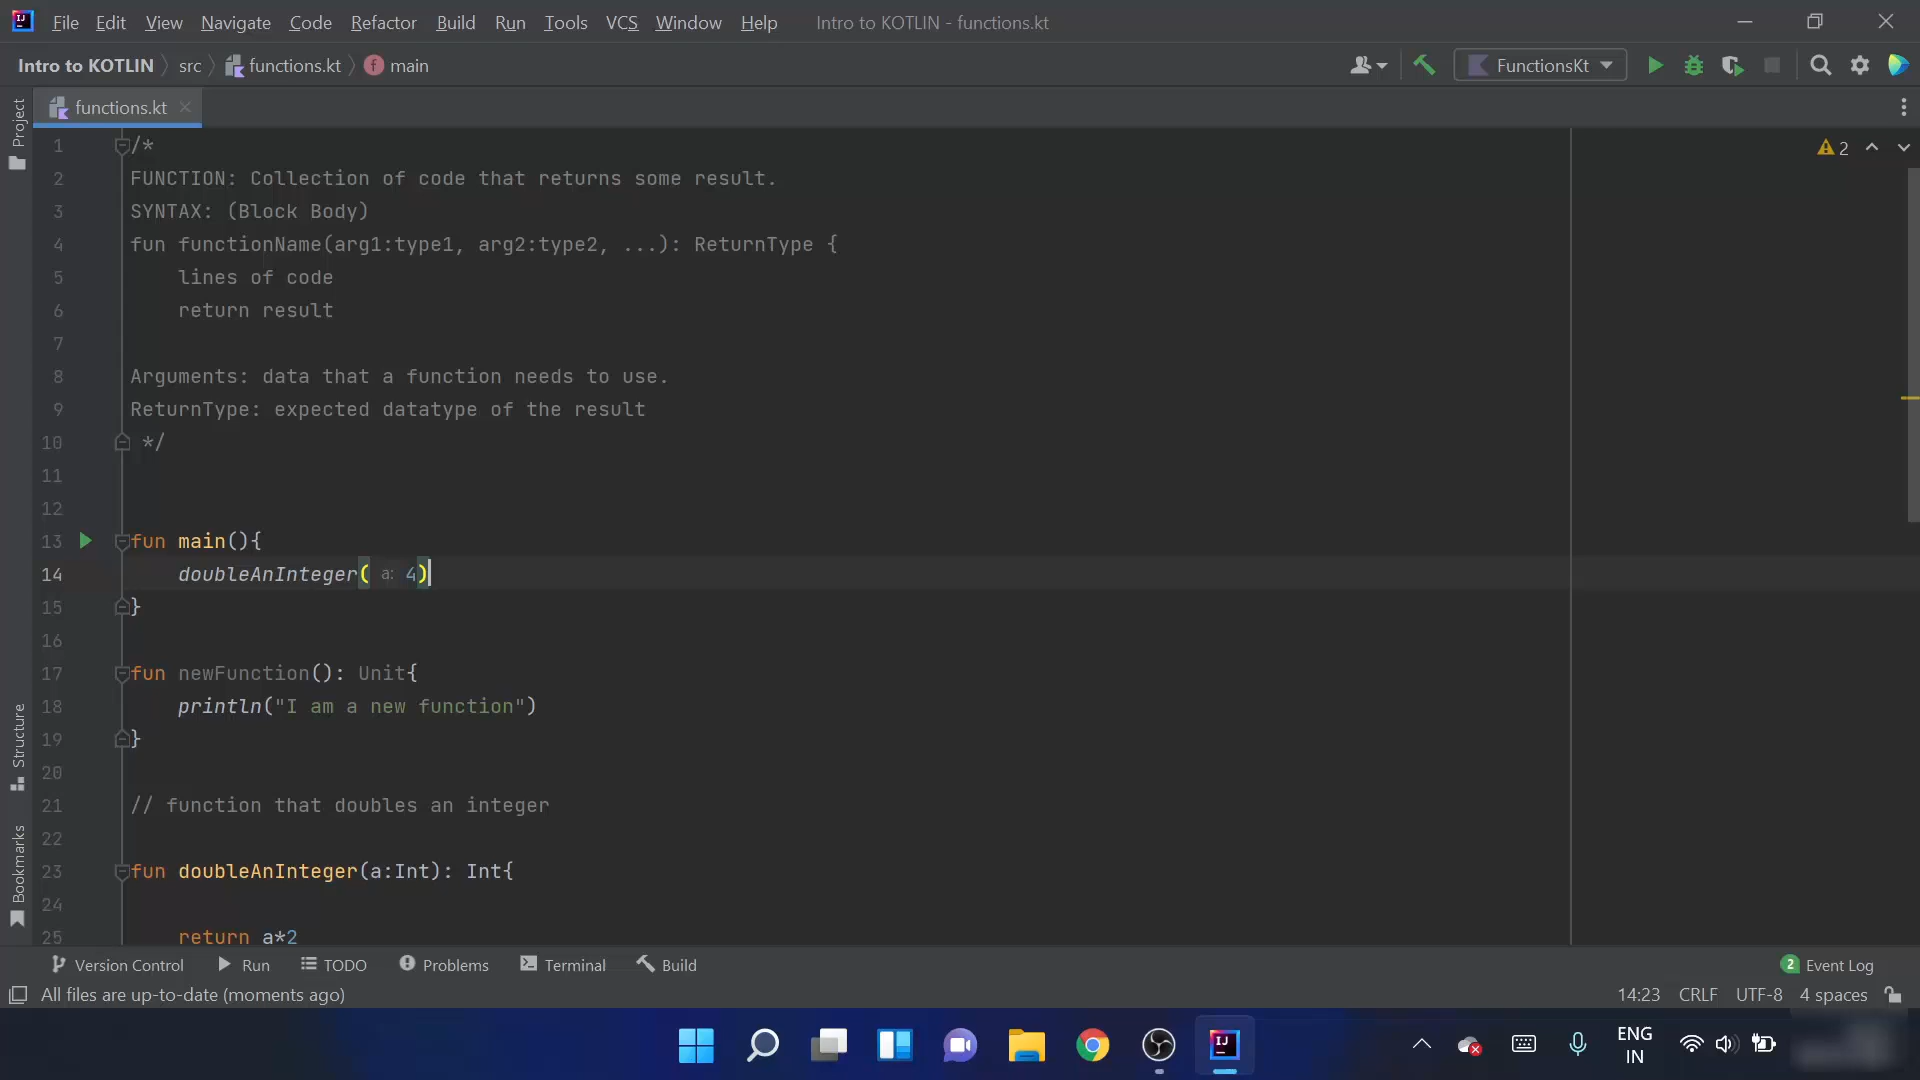 File Edit View Navigate Code Refactor Build Run Tools VCS Window Help Intro to KOTLIN - functions.kt
Intro to KOTLIN src functions.kt main FunctionsKt
functions.kt
Project
Structure
Bookmarks
2
1 /*
2 FUNCTION: Collection of code that returns some result.
3 SYNTAX: (Block Body)
4 fun functionName(arg1:type1, arg2:type2, ...): ReturnType {
5 lines of code
6 return result
7
8 Arguments: data that a function needs to use.
9 ReturnType: expected datatype of the result
10 */
11
12
13 fun main(){
14 doubleAnInteger( a: 4)
15 }
16
17 fun newFunction(): Unit{
18 println("I am a new function")
19 }
20
21 // function that doubles an integer
22
23 fun doubleAnInteger(a:Int): Int{
24
25 return a*2
Version Control Run TODO Problems Terminal Build 2 Event Log
All files are up-to-date (moments ago) 14:23 CRLF UTF-8 4 spaces
ENG
IN